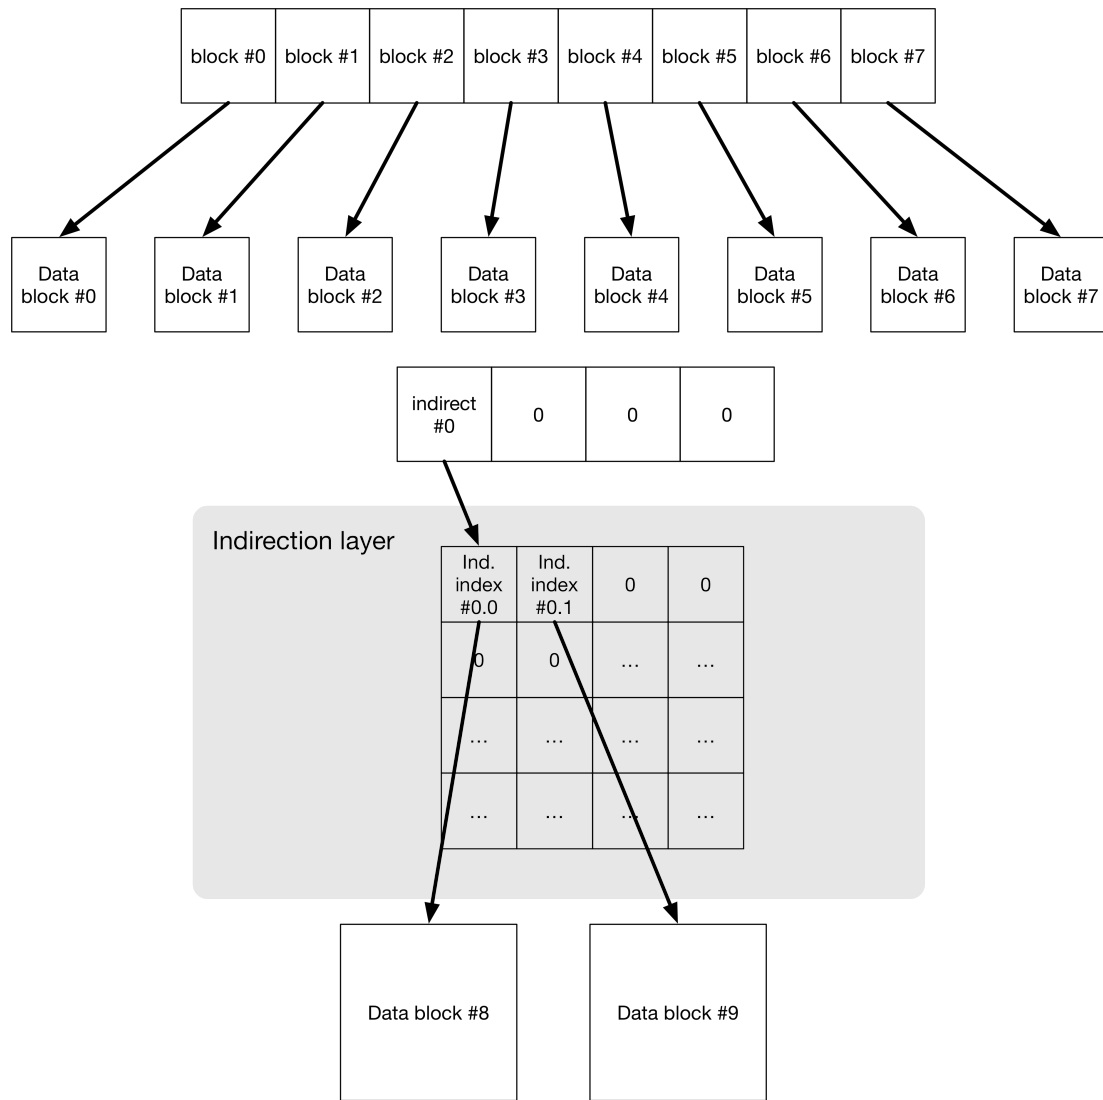 block #0 block #1 block #2 block #3 block #4 block #5 block #6 block #7
Data Data Data Data Data Data Data Data
block #0 block #1 block #2 block #3 block #4 block #5 block #6 block #7
indirect
#0
0 0 0
Indirection layer
Ind. Ind.
index index 0 0
#0.0 #0.1
0 0 … …
… … … …
… … … …
Data block #8 Data block #9